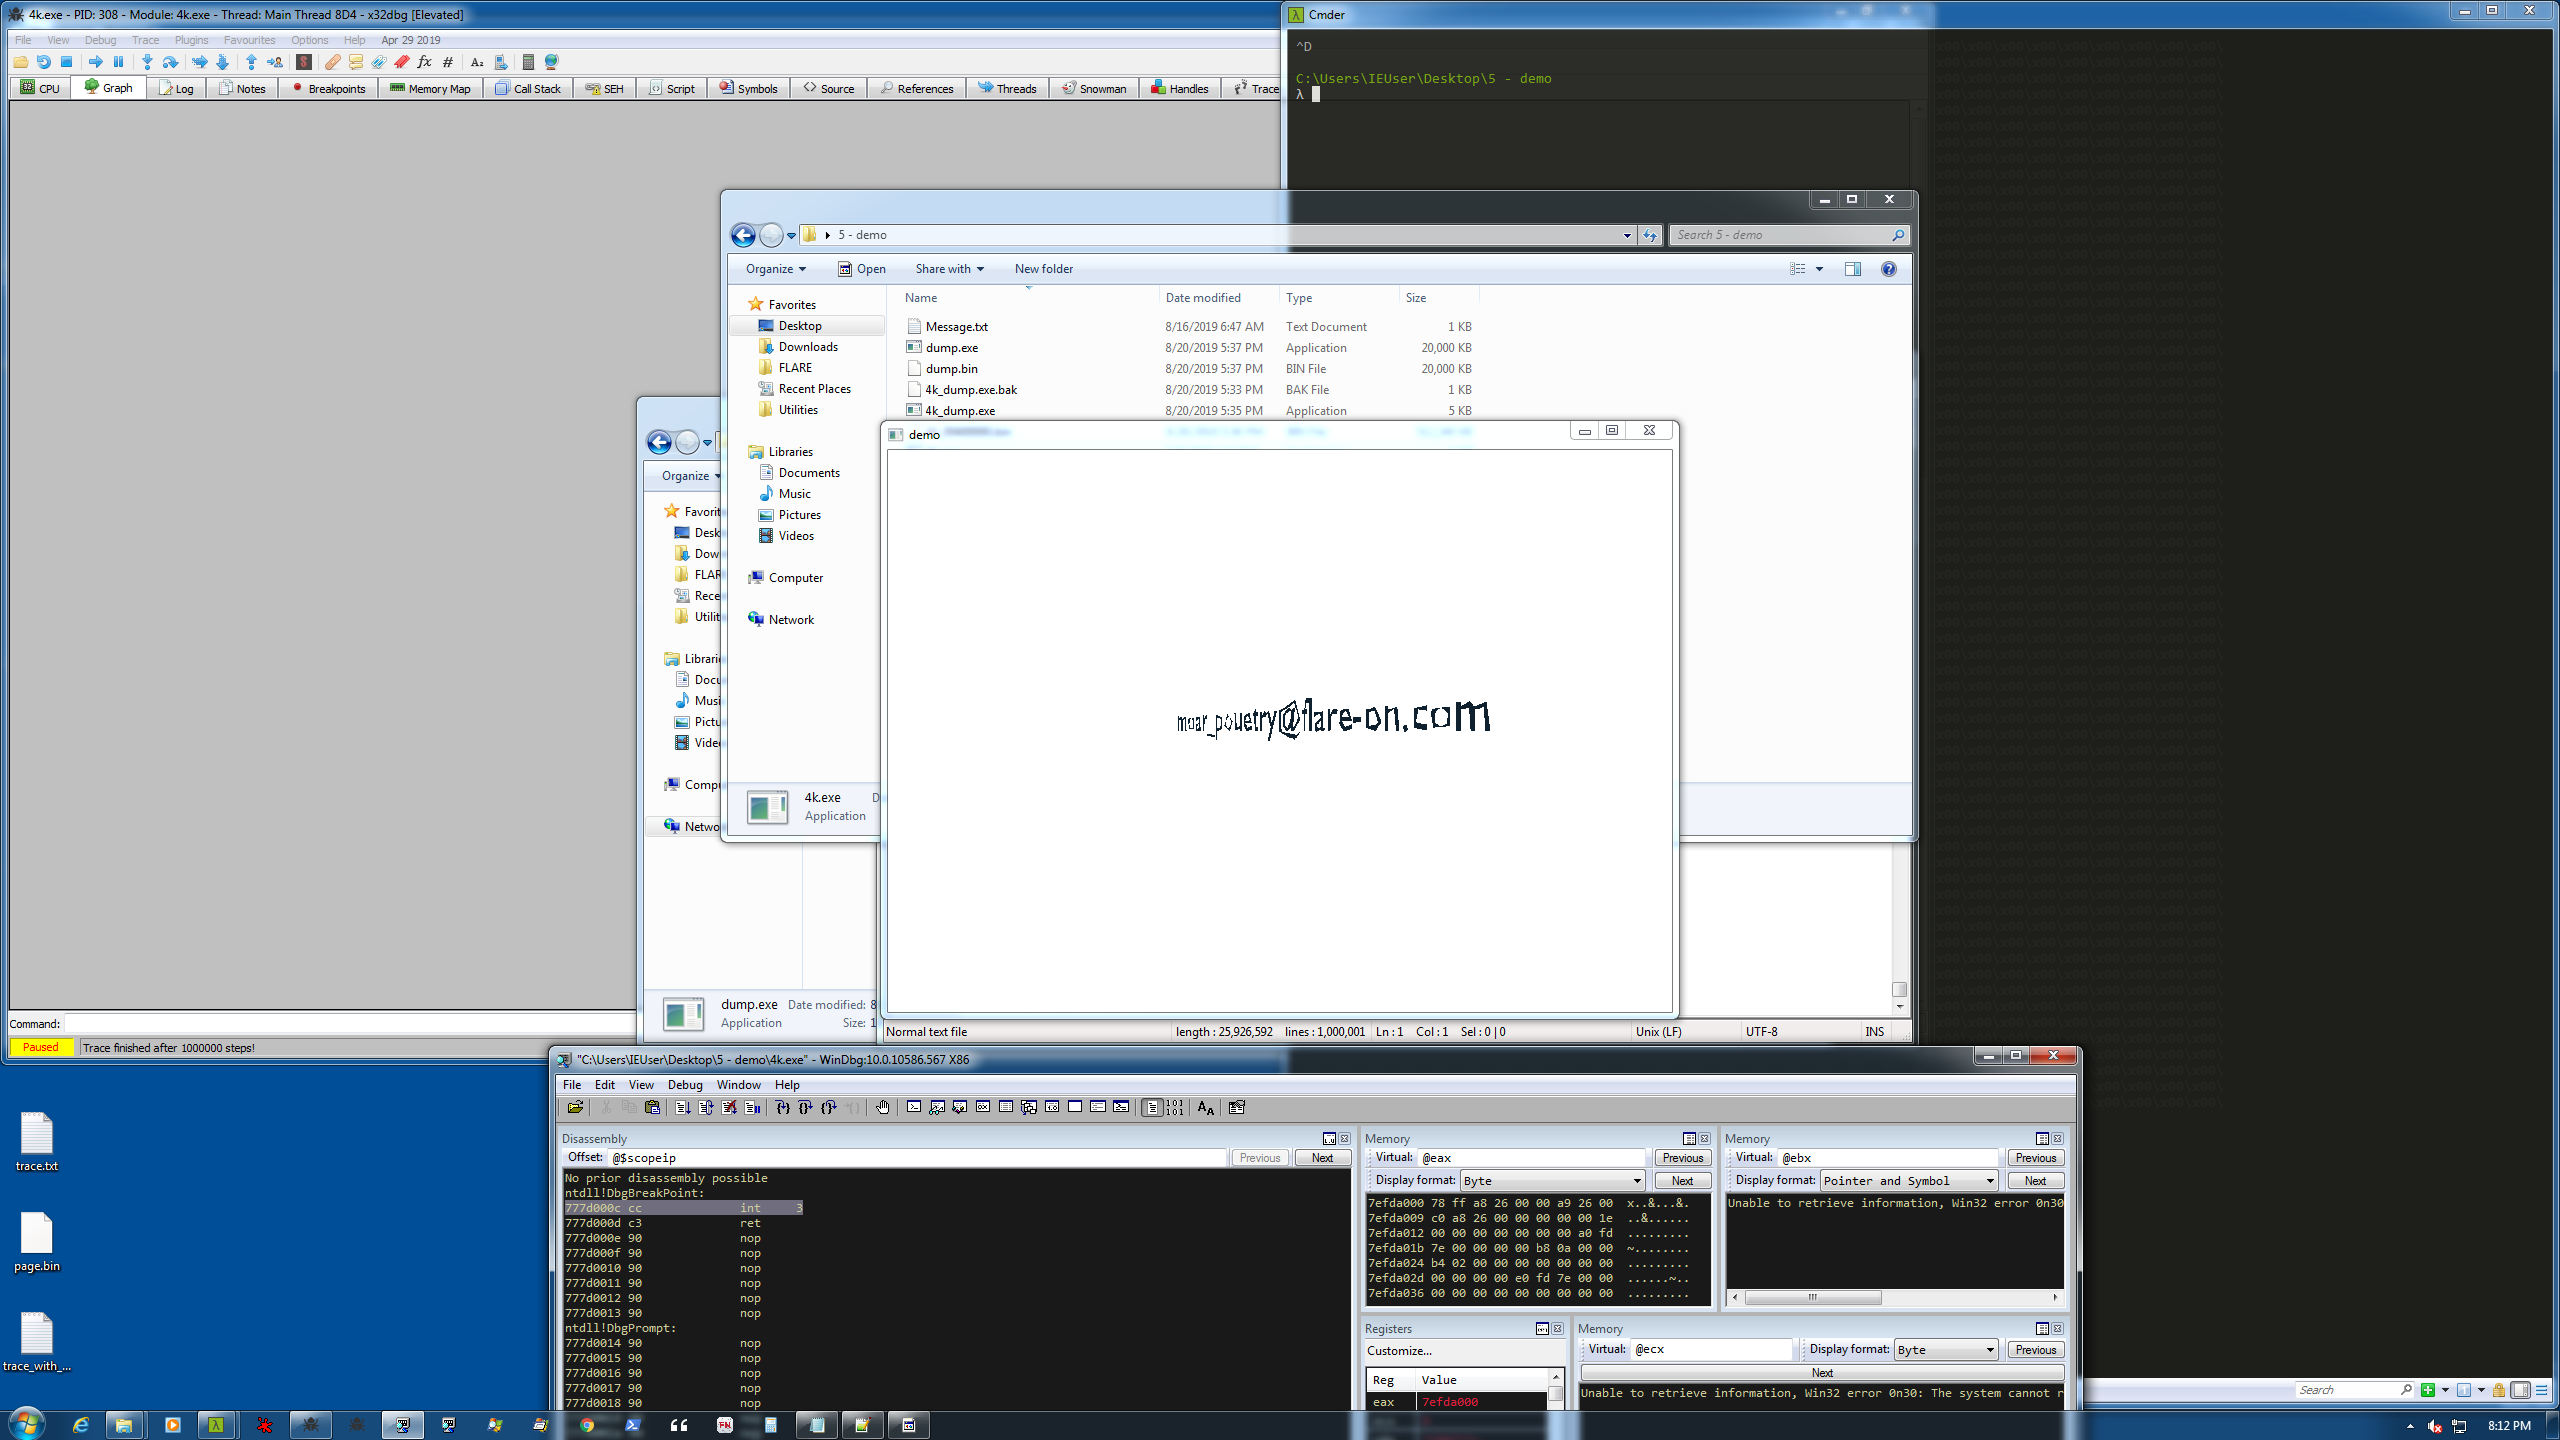 4k.exe - PID: 308 - Module: 4k.exe - Thread: Main Thread 8D4 - x32dbg [Elevated]
File View Debug Trace Plugins Favourites Options Help Apr 29 2019
CPU Graph Log Notes Breakpoints Memory Map Call Stack SEH Script Symbols Source References Threads Snowman Handles Trace
Cmder
^D
C:\Users\IEUser\Desktop\5 - demo
λ
5 - demo
Search 5 - demo
Organize Open Share with New folder
Name Date modified Type Size
Message.txt 8/16/2019 6:47 AM Text Document 1 KB
dump.exe 8/20/2019 5:37 PM Application 20,000 KB
dump.bin 8/20/2019 5:37 PM BIN File 20,000 KB
4k_dump.exe.bak 8/20/2019 5:33 PM BAK File 1 KB
4k_dump.exe 8/20/2019 5:35 PM Application 5 KB
Favorites
Desktop
Downloads
FLARE
Recent Places
Utilities
Libraries
Documents
Music
Pictures
Videos
Computer
Network
4k.exe D
Application
Organize
Favorit
Desk
Dow
FLAR
Rece
Utilit
Librari
Docu
Musi
Pictu
Vide
Compu
Netwo
dump.exe Date modified: 8
Application Size: 1
demo
moar_pouetry@flare-on.com
Normal text file length : 25,926,592 lines : 1,000,001 Ln : 1 Col : 1 Sel : 0 | 0 Unix (LF) UTF-8 INS
Command:
Paused Trace finished after 1000000 steps!
trace.txt
page.bin
trace_with_...
"C:\Users\IEUser\Desktop\5 - demo\4k.exe" - WinDbg:10.0.10586.567 X86
File Edit View Debug Window Help
Disassembly
Offset: @$scopeip Previous Next
No prior disassembly possible
ntdll!DbgBreakPoint:
777d000c cc int 3
777d000d c3 ret
777d000e 90 nop
777d000f 90 nop
777d0010 90 nop
777d0011 90 nop
777d0012 90 nop
777d0013 90 nop
ntdll!DbgPrompt:
777d0014 90 nop
777d0015 90 nop
777d0016 90 nop
777d0017 90 nop
777d0018 90 nop
Memory
Virtual: @eax Previous
Display format: Byte Next
7efda000 78 ff a8 26 00 00 a9 26 00 x..&...&.
7efda009 c0 a8 26 00 00 00 00 00 1e ..&......
7efda012 00 00 00 00 00 00 00 a0 fd .........
7efda01b 7e 00 00 00 00 b8 0a 00 00 ~........
7efda024 b4 02 00 00 00 00 00 00 00 .........
7efda02d 00 00 00 00 e0 fd 7e 00 00 ......~..
7efda036 00 00 00 00 00 00 00 00 00 .........
Memory
Virtual: @ebx Previous
Display format: Pointer and Symbol Next
Unable to retrieve information, Win32 error 0n30
Registers
Customize...
Reg Value
eax 7efda000
Memory
Virtual: @ecx Display format: Byte Previous
Next
Unable to retrieve information, Win32 error 0n30: The system cannot r
Search
8:12 PM